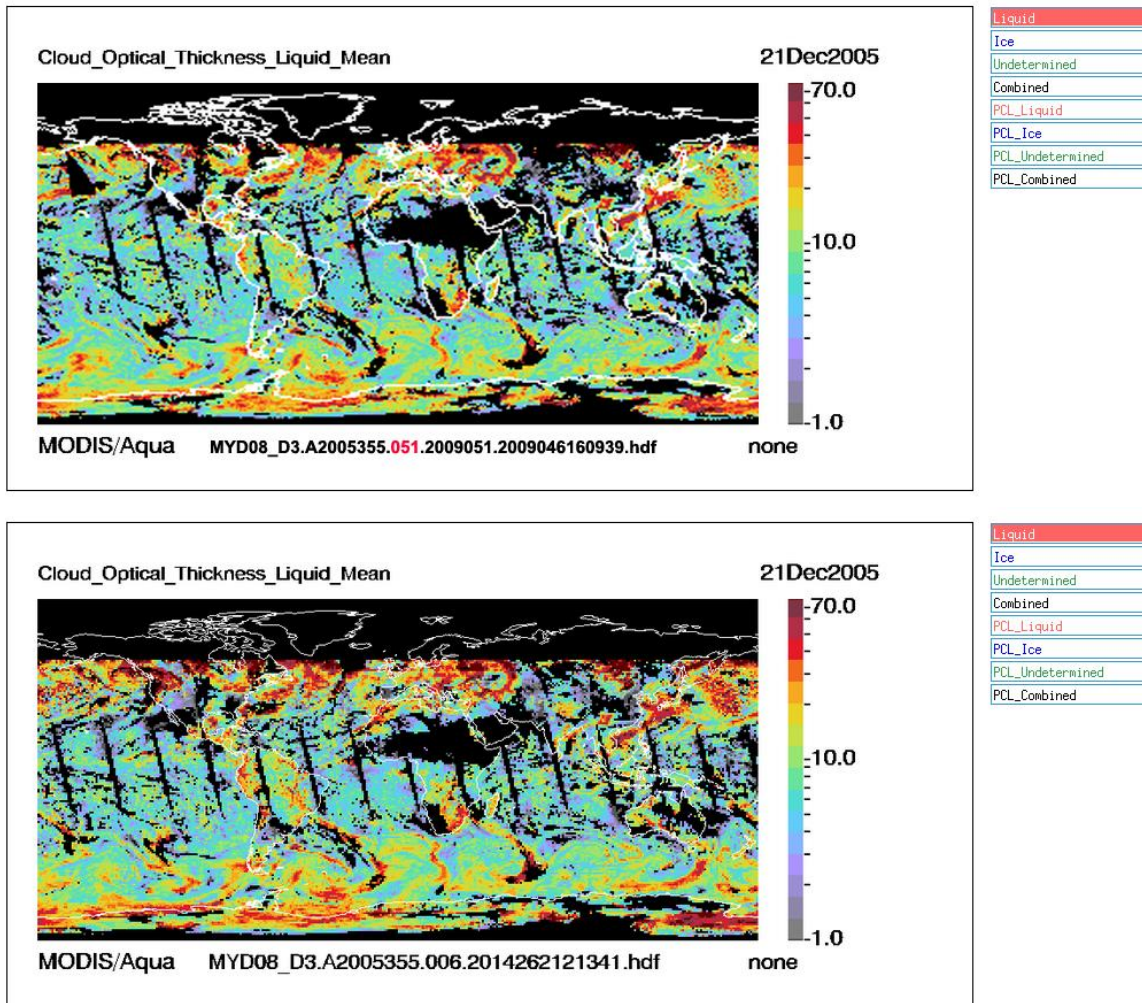 Cloud_Optical_Thickness_Liquid_Mean 21Dec2005
70.0
10.0
1.0
MODIS/Aqua MYD08_D3.A2005355.051.2009051.2009046160939.hdf none
Liquid
Ice
Undetermined
Combined
PCL_Liquid
PCL_Ice
PCL_Undetermined
PCL_Combined
Cloud_Optical_Thickness_Liquid_Mean 21Dec2005
70.0
10.0
1.0
MODIS/Aqua MYD08_D3.A2005355.006.2014262121341.hdf none
Liquid
Ice
Undetermined
Combined
PCL_Liquid
PCL_Ice
PCL_Undetermined
PCL_Combined